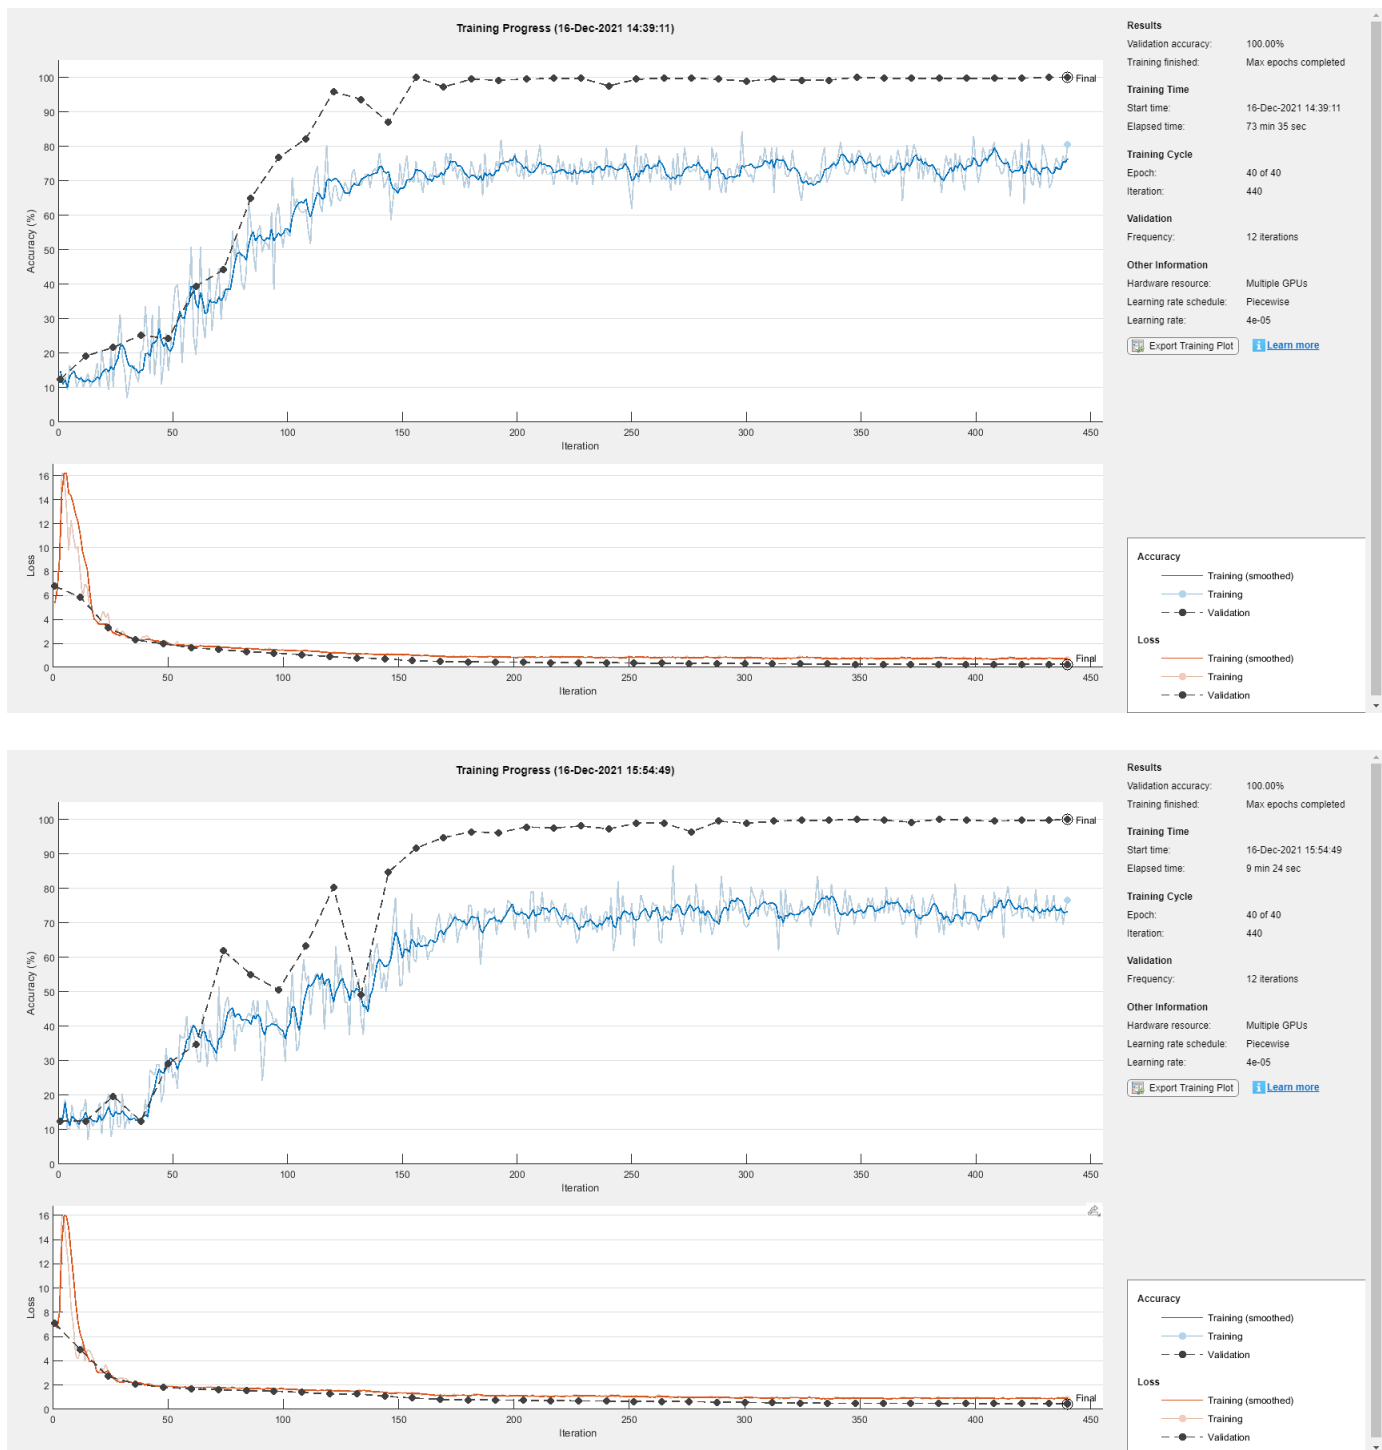 Training Progress (16-Dec-2021 14:39:11)
100
90
80
70
60
50
40
30
20
10
0
Accuracy (%)
Final
0 50 100 150 200 250 300 350 400 450
Iteration
16
14
12
10
8
6
4
2
0
Loss
Final
0 50 100 150 200 250 300 350 400 450
Iteration
Results
Validation accuracy: 100.00%
Training finished: Max epochs completed
Training Time
Start time: 16-Dec-2021 14:39:11
Elapsed time: 73 min 35 sec
Training Cycle
Epoch: 40 of 40
Iteration: 440
Validation
Frequency: 12 iterations
Other Information
Hardware resource: Multiple GPUs
Learning rate schedule: Piecewise
Learning rate: 4e-05
Export Training Plot i Learn more
Accuracy
Training (smoothed)
Training
Validation
Loss
Training (smoothed)
Training
Validation
Training Progress (16-Dec-2021 15:54:49)
100
90
80
70
60
50
40
30
20
10
0
Accuracy (%)
Final
0 50 100 150 200 250 300 350 400 450
Iteration
16
14
12
10
8
6
4
2
0
Loss
Final
0 50 100 150 200 250 300 350 400 450
Iteration
Results
Validation accuracy: 100.00%
Training finished: Max epochs completed
Training Time
Start time: 16-Dec-2021 15:54:49
Elapsed time: 9 min 24 sec
Training Cycle
Epoch: 40 of 40
Iteration: 440
Validation
Frequency: 12 iterations
Other Information
Hardware resource: Multiple GPUs
Learning rate schedule: Piecewise
Learning rate: 4e-05
Export Training Plot i Learn more
Accuracy
Training (smoothed)
Training
Validation
Loss
Training (smoothed)
Training
Validation